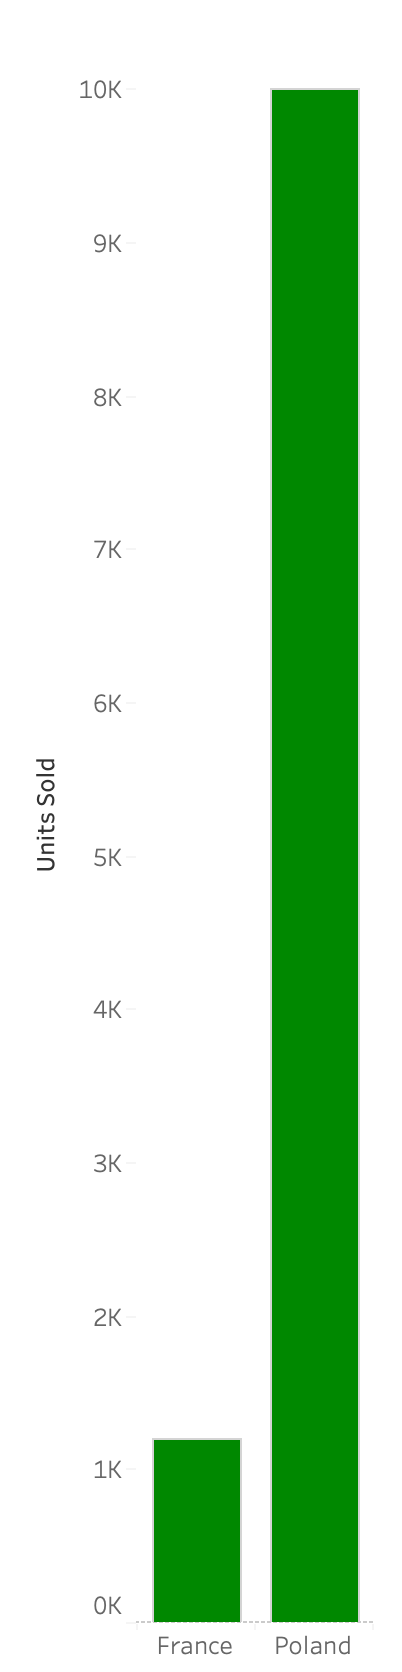 10K
9K
8K
7K
6K
Units Sold
5K
4K
3K
2K
1K
0K
France Poland